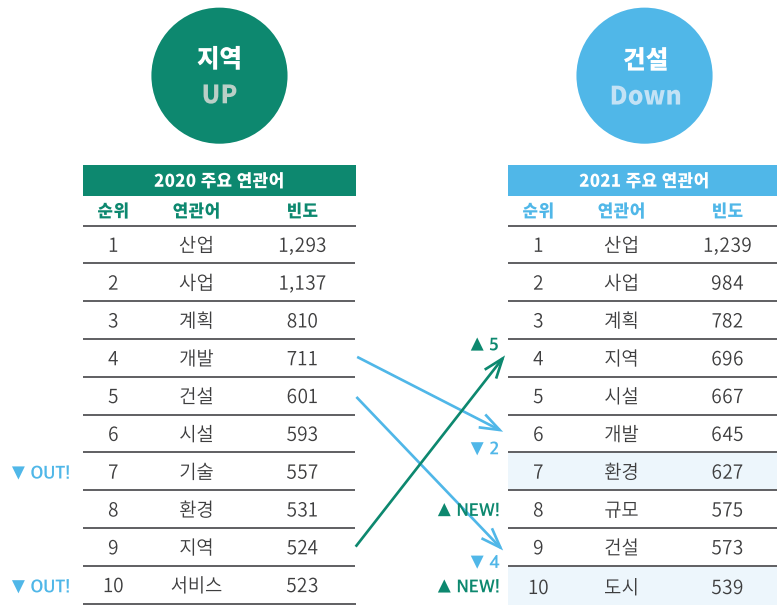 지역
UP
건설
Down
2020 주요 연관어
순위 연관어 빈도
1 산업 1,293
2 사업 1,137
3 계획 810
4 개발 711
5 건설 601
6 시설 593
▼ OUT! 7 기술 557
8 환경 531
9 지역 524
▼ OUT! 10 서비스 523
2021 주요 연관어
순위 연관어 빈도
1 산업 1,239
2 사업 984
3 계획 782
▲ 5
4 지역 696
5 시설 667
6 개발 645
▼ 2
7 환경 627
▲ NEW! 8 규모 575
9 건설 573
▼ 4
▲ NEW! 10 도시 539